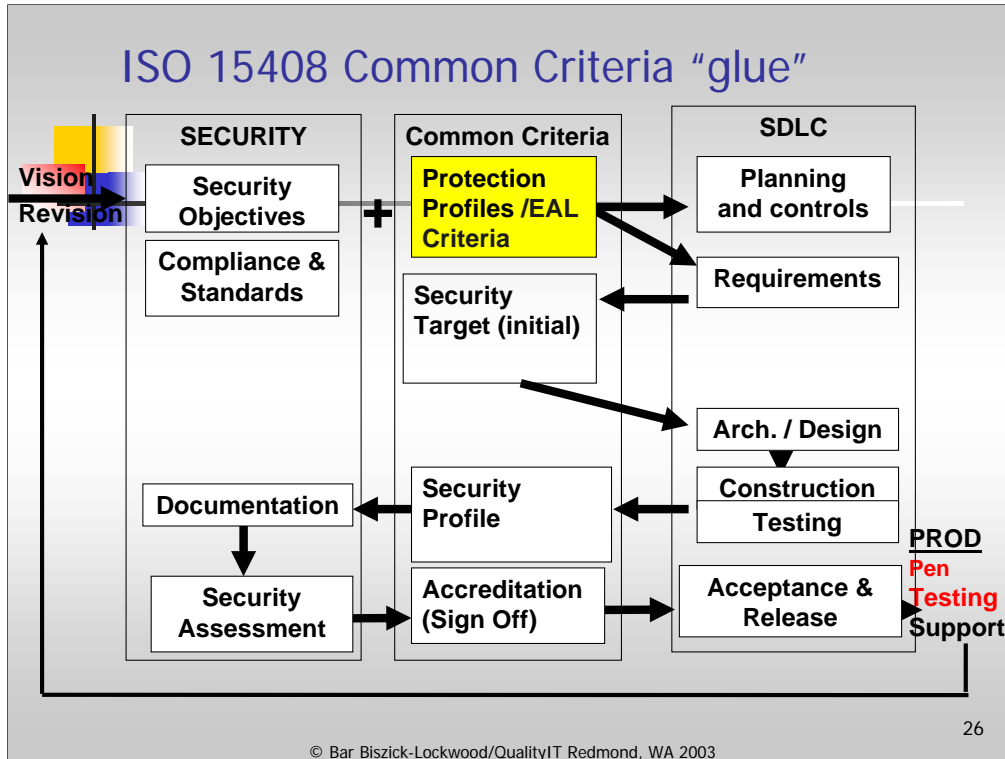 ISO 15408 Common Criteria “glue”
Vision
Revision
SECURITY
Security
Objectives
Compliance &
Standards
Documentation
Security
Assessment
+
Common Criteria
Protection
Profiles /EAL
Criteria
Security
Target (initial)
Security
Profile
Accreditation
(Sign Off)
SDLC
Planning
and controls
Requirements
Arch. / Design
Construction
Testing
Acceptance &
Release
PROD
Pen
Testing
Support
26
© Bar Biszick-Lockwood/QualityIT Redmond, WA 2003